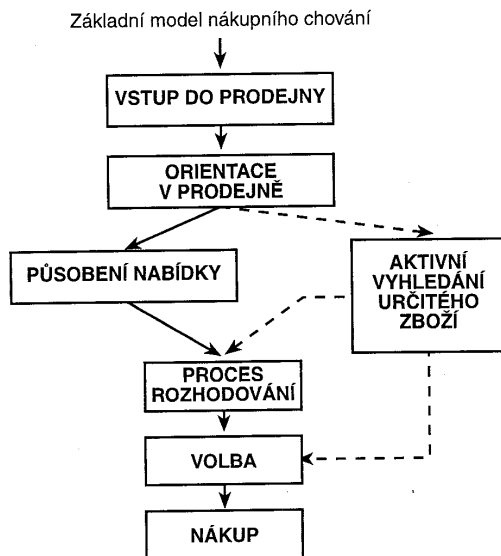 Základní model nákupního chování
VSTUP DO PRODEJNY
ORIENTACE
V PRODEJNĚ
PŮSOBENÍ NABÍDKY
AKTIVNÍ
VYHLEDÁNÍ
URČITÉHO
ZBOŽÍ
PROCES
ROZHODOVÁNÍ
VOLBA
NÁKUP